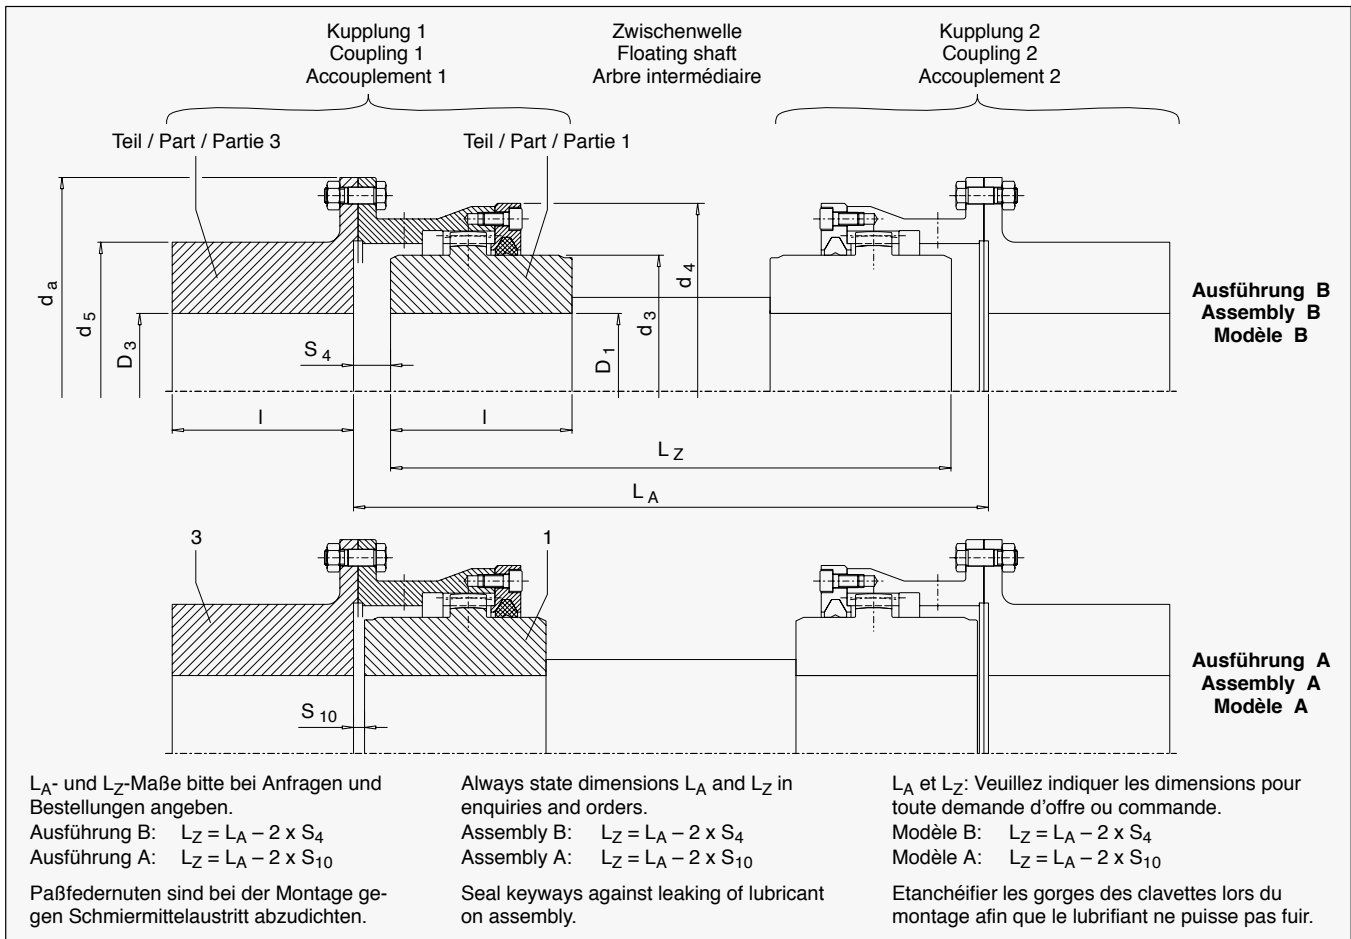 Kupplung 1
Coupling 1
Accouplement 1
Zwischenwelle
Floating shaft
Arbre intermédiaire
Kupplung 2
Coupling 2
Accouplement 2
Teil / Part / Partie 3
Teil / Part / Partie 1
d a
d 5
D 3
S 4
D 1
d 3
d 4
Ausführung B
Assembly B
Modèle B
l
l
L Z
L A
3
1
S 10
Ausführung A
Assembly A
Modèle A
LA- und LZ-Maße bitte bei Anfragen und
Bestellungen angeben.
Ausführung B: LZ = LA – 2 x S4
Ausführung A: LZ = LA – 2 x S10
Paßfedernuten sind bei der Montage ge-
gen Schmiermittelaustritt abzudichten.
Always state dimensions LA and LZ in
enquiries and orders.
Assembly B: LZ = LA – 2 x S4
Assembly A: LZ = LA – 2 x S10
Seal keyways against leaking of lubricant
on assembly.
LA et LZ: Veuillez indiquer les dimensions pour
toute demande d'offre ou commande.
Modèle B: LZ = LA – 2 x S4
Modèle A: LZ = LA – 2 x S10
Etanchéifier les gorges des clavettes lors du
montage afin que le lubrifiant ne puisse pas fuir.